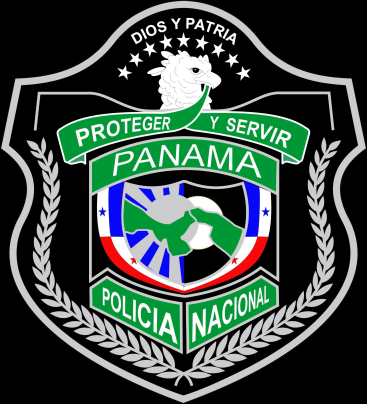 DIOS Y PATRIA
PROTEGER Y SERVIR
PANAMA
POLICIA NACIONAL